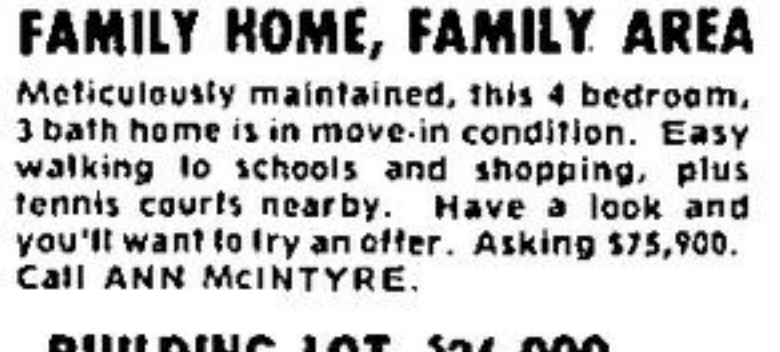 FAMILY HOME, FAMILY AREA
Meticulously maintained, this 4 bedroom,
3 bath home is in move-in condition. Easy
walking to schools and shopping, plus
tennis courts nearby. Have a look and
you'll want to try an offer. Asking $75,900.
Call ANN McINTYRE.
BUILDING LOT